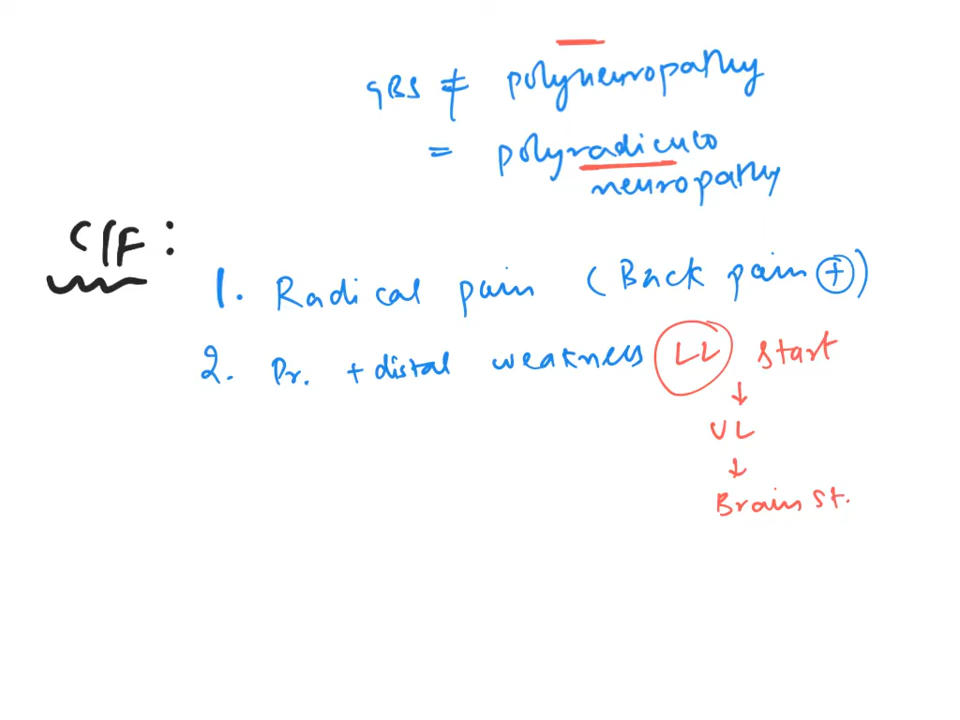 GBS ≠ polyneuropathy
= polyradiculo
neuropathy
C/F :
1. Radical pain (Back pain ⊕)
2. Pr. + distal weakness LL start
↓
UL
↓
Brain st.